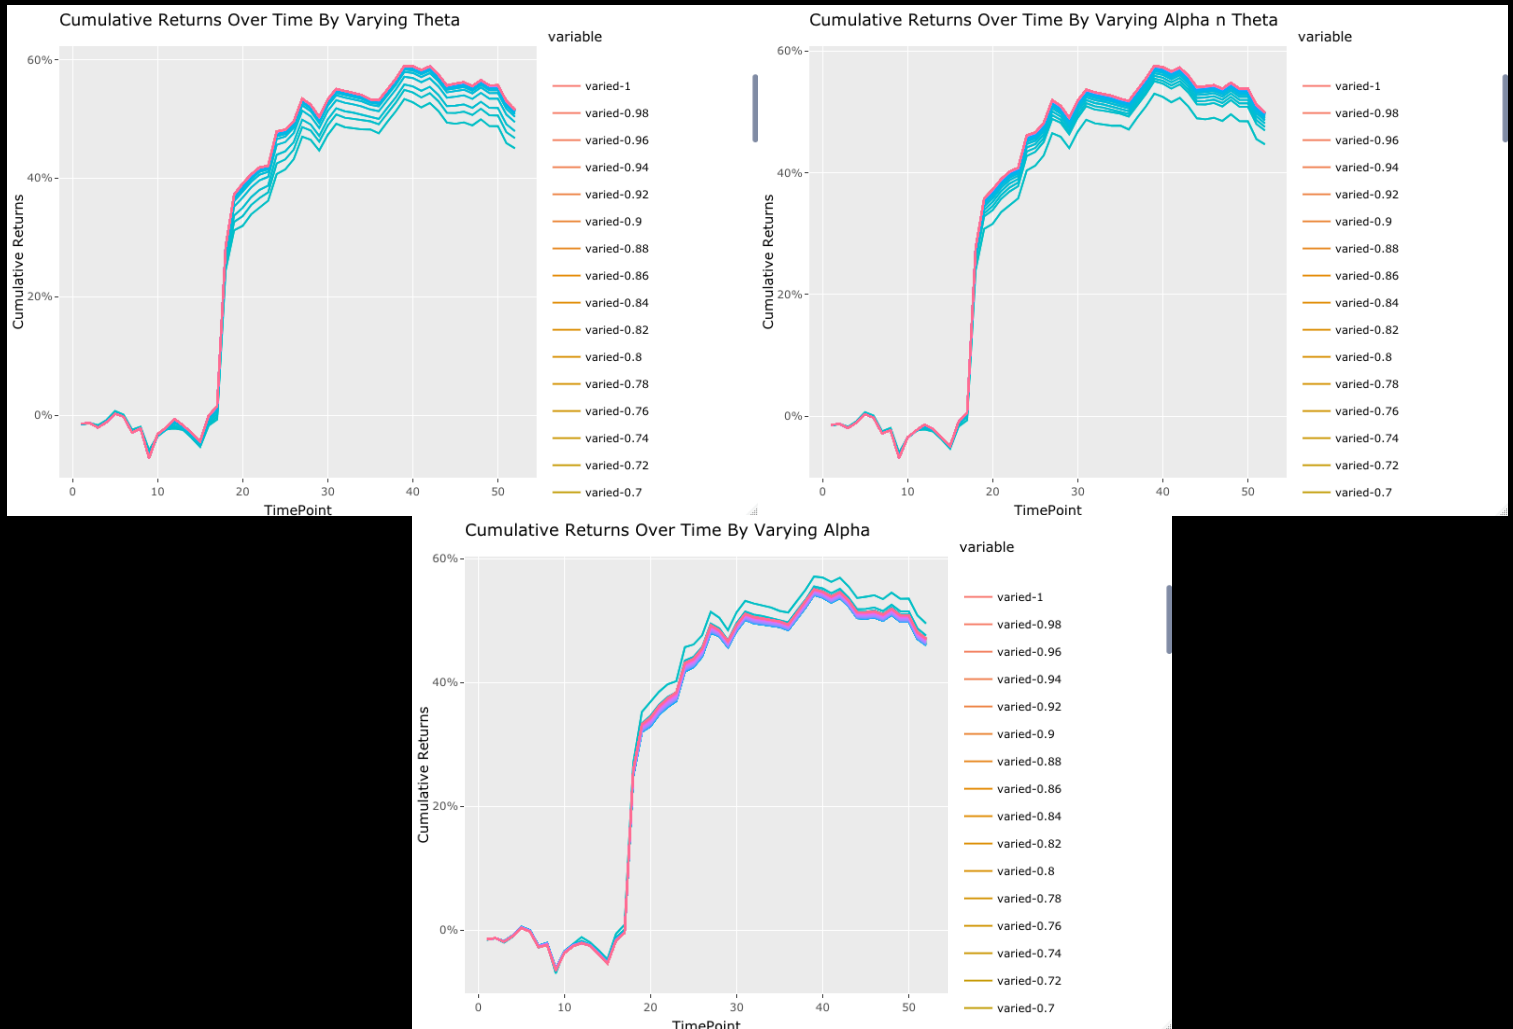 Cumulative Returns Over Time By Varying Theta
variable
60%
40%
20%
0%
Cumulative Returns
0 10 20 30 40 50
TimePoint
varied-1
varied-0.98
varied-0.96
varied-0.94
varied-0.92
varied-0.9
varied-0.88
varied-0.86
varied-0.84
varied-0.82
varied-0.8
varied-0.78
varied-0.76
varied-0.74
varied-0.72
varied-0.7
Cumulative Returns Over Time By Varying Alpha n Theta
variable
60%
40%
20%
0%
Cumulative Returns
0 10 20 30 40 50
TimePoint
varied-1
varied-0.98
varied-0.96
varied-0.94
varied-0.92
varied-0.9
varied-0.88
varied-0.86
varied-0.84
varied-0.82
varied-0.8
varied-0.78
varied-0.76
varied-0.74
varied-0.72
varied-0.7
Cumulative Returns Over Time By Varying Alpha
variable
60%
40%
20%
0%
Cumulative Returns
0 10 20 30 40 50
TimePoint
varied-1
varied-0.98
varied-0.96
varied-0.94
varied-0.92
varied-0.9
varied-0.88
varied-0.86
varied-0.84
varied-0.82
varied-0.8
varied-0.78
varied-0.76
varied-0.74
varied-0.72
varied-0.7